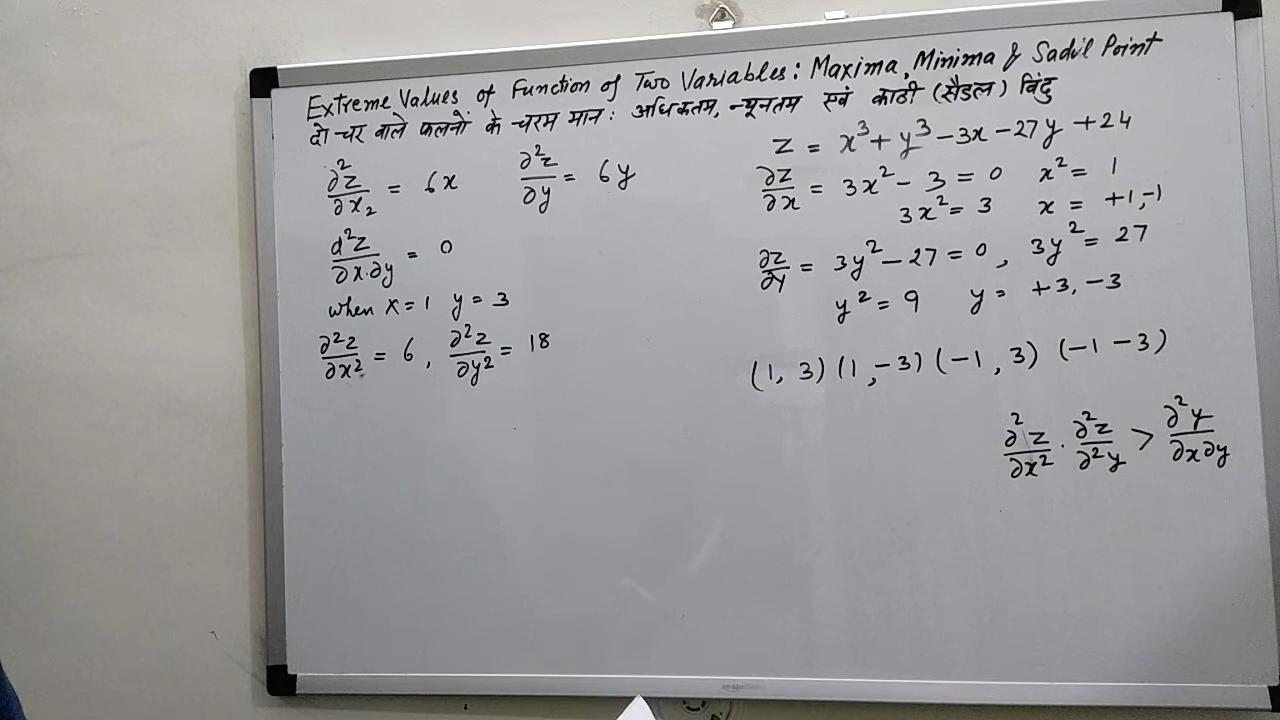 Extreme Values of Function of Two Variables: Maxima, Minima & Sadil Point
दो चर वाले फलनों के चरम मान: अधिकतम, न्यूनतम एवं काठी (सैडल) बिंदु
∂²z/∂x₂ = 6x ∂²z/∂y = 6y
d²z/∂x.∂y = 0
when x=1 y=3
∂²z/∂x² = 6, ∂²z/∂y² = 18
z = x³+y³-3x-27y+24
∂z/∂x = 3x²-3=0 x²=1
3x²=3 x = +1,-1
∂z/∂y = 3y²-27=0, 3y²=27
y²=9 y= +3,-3
(1, 3) (1,-3) (-1, 3) (-1 -3)
∂²z/∂x² . ∂²z/∂²y > ∂²y/∂x∂y